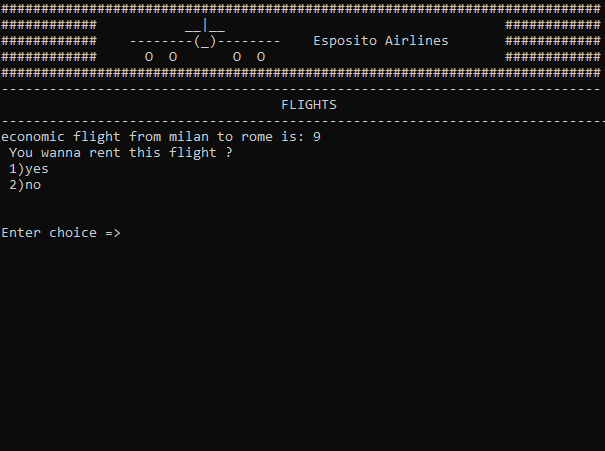 ###########################################################################
############           __|__                                   ############
############    --------(_)--------    Esposito Airlines       ############
############      O  O       O  O                              ############
###########################################################################
---------------------------------------------------------------------------
                                   FLIGHTS
----------------------------------------------------------------------------
economic flight from milan to rome is: 9
 You wanna rent this flight ?
 1)yes
 2)no
Enter choice =>